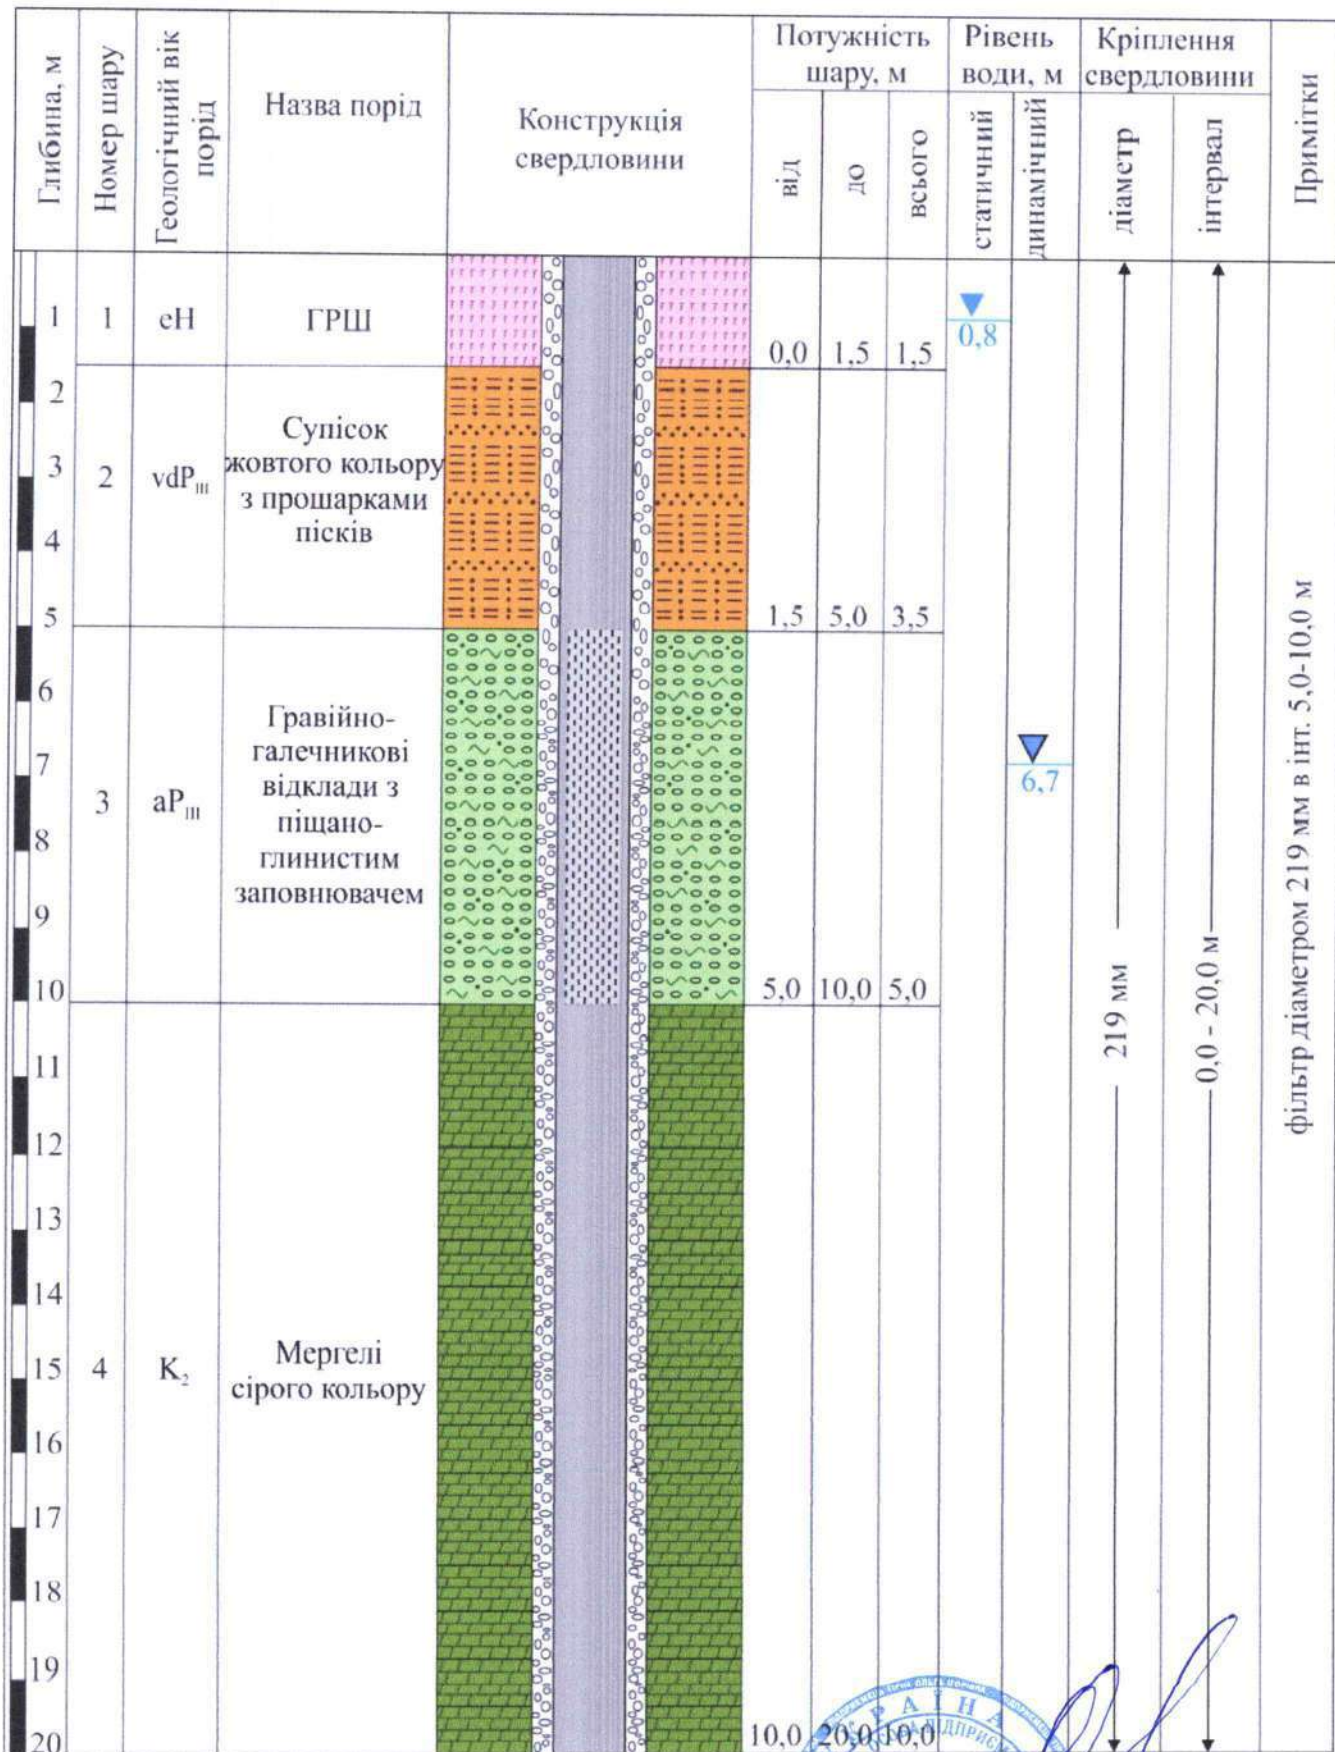 Глибина, м
Номер шару
Геологічний вік
порід
Назва порід
Конструкція
свердловини
Потужність
шару, м
від
до
всього
Рівень
води, м
статичний
динамічний
Кріплення
свердловини
діаметр
інтервал
Примітки
1
2
3
4
5
6
7
8
9
10
11
12
13
14
15
16
17
18
19
20
1 еН ГРШ 0,0 1,5 1,5
0,8
2 vdPIII
Супісок
жовтого кольору
з прошарками
пісків
1,5 5,0 3,5
3 aPIII
Гравійно-
галечникові
відклади з
піщано-
глинистим
заповнювачем
5,0 10,0 5,0
6,7
4 K2
Мергелі
сірого кольору
10,0 20,0 10,0
219 мм
0,0 - 20,0 м
фільтр діаметром 219 мм в інт. 5,0-10,0 м